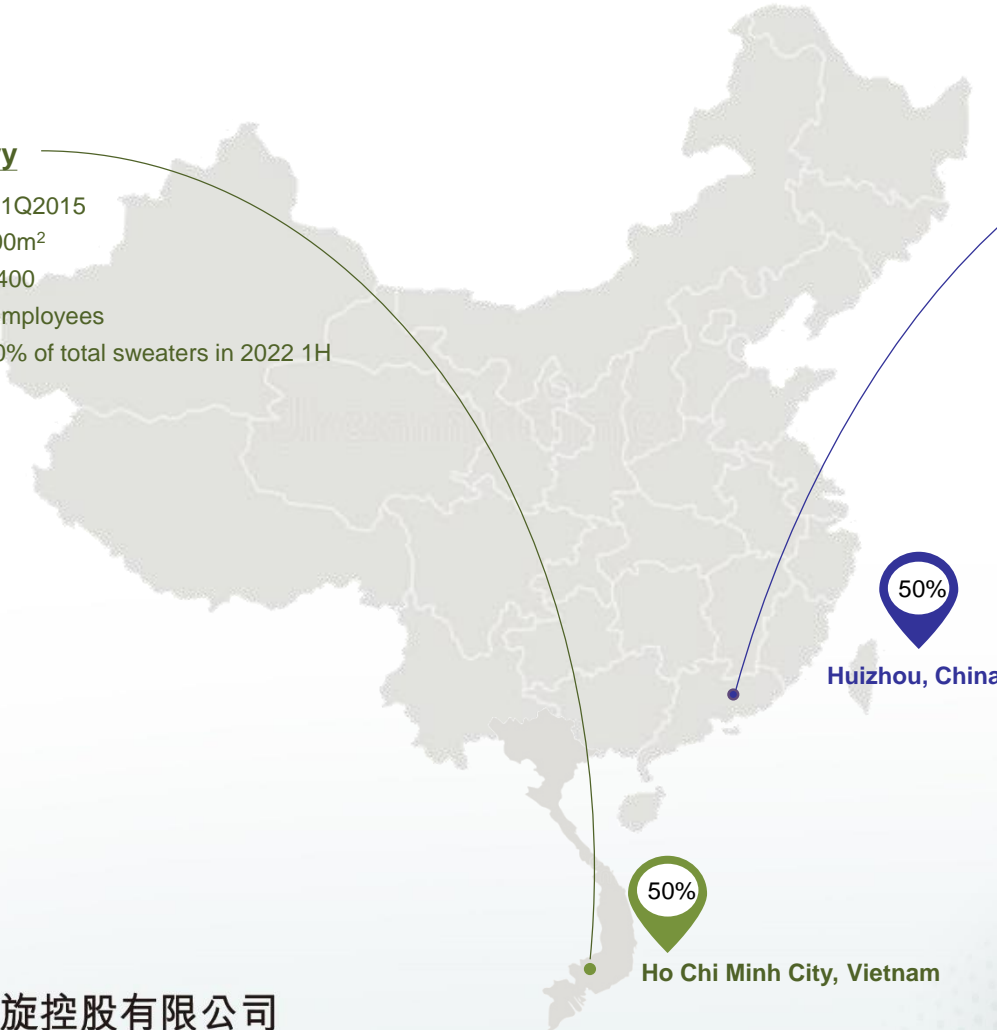 y
1Q2015
00m²
400
employees
0% of total sweaters in 2022 1H
50%
Huizhou, China
50%
Ho Chi Minh City, Vietnam
旋控股有限公司